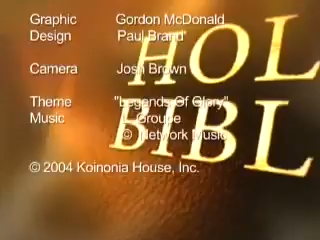 Graphic Gordon McDonald
Design Paul Brand
Camera Josh Brown
Theme "Legends Of Glory"
Music L. Groupe
© Network Music
© 2004 Koinonia House, Inc.
HOL
BIBL